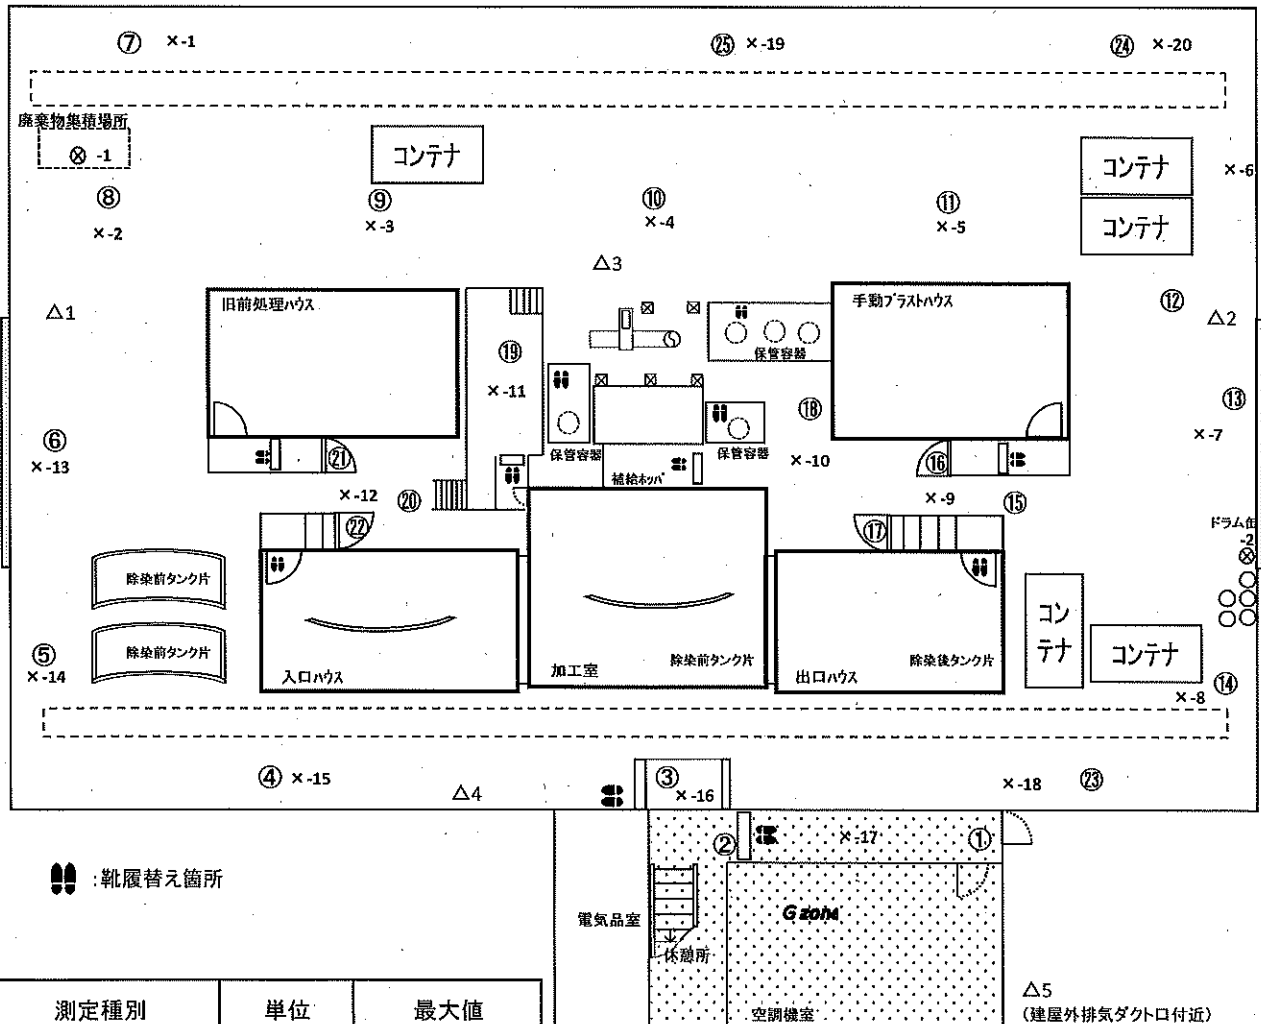 ⑦ ×-1
㉕ ×-19
㉔ ×-20
廃棄物集積場所
⊗ -1
コンテナ
コンテナ
×-6
コンテナ
⑧
×-2
⑨
×-3
⑩
×-4
⑪
×-5
△3
△1
旧前処理ハウス
手動ブラストハウス
⑫
△2
保管容器
⑲
×-11
⑱
⑬
×-7
⑥
×-13
㉑
保管容器
補給ホッパ
保管容器
×-10
⑯
×-12
⑳
×-9
⑮
㉒
⑰
ドラム缶
-2
⊗
除染前タンク片
除染前タンク片
コン
テナ
コンテナ
⑤
×-14
入口ハウス
加工室
除染前タンク片
出口ハウス
除染後タンク片
⑭
×-8
④ ×-15
△4
③
×-16
×-18
㉓
②
×-17
①
:靴履替え箇所
電気品室
G zone
休憩所
測定種別 単位 最大値
空調機室
△5
(建屋外排気ダクト口付近)